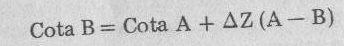 Cota B = Cota A + ΔZ (A — B)